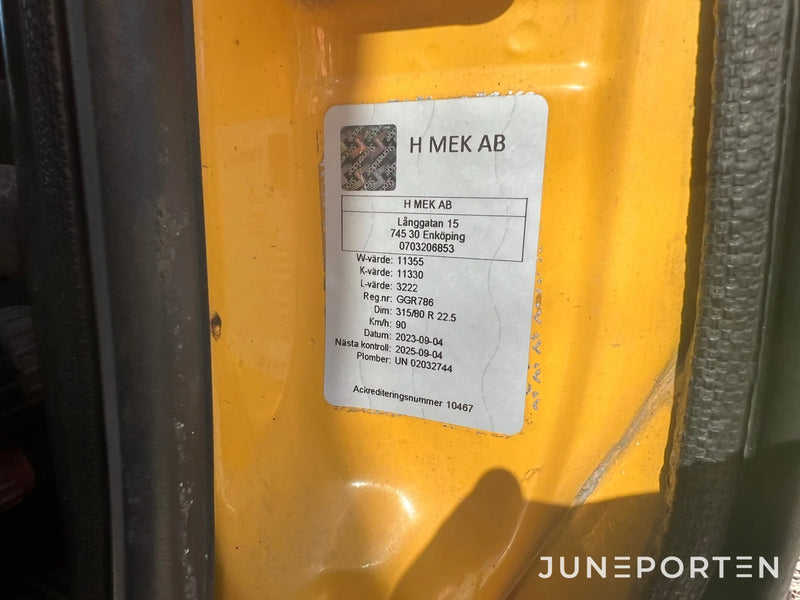 H MEK AB
H MEK AB
Långgatan 15
745 30 Enköping
0703206853
W-värde: 11355
K-värde: 11330
L-värde: 3222
Reg.nr: GGR786
Dim: 315/80 R 22.5
Km/h: 90
Datum: 2023-09-04
Nästa kontroll: 2025-09-04
Plomber: UN 02032744
Ackrediteringsnummer 10467
JUNEPORTEN